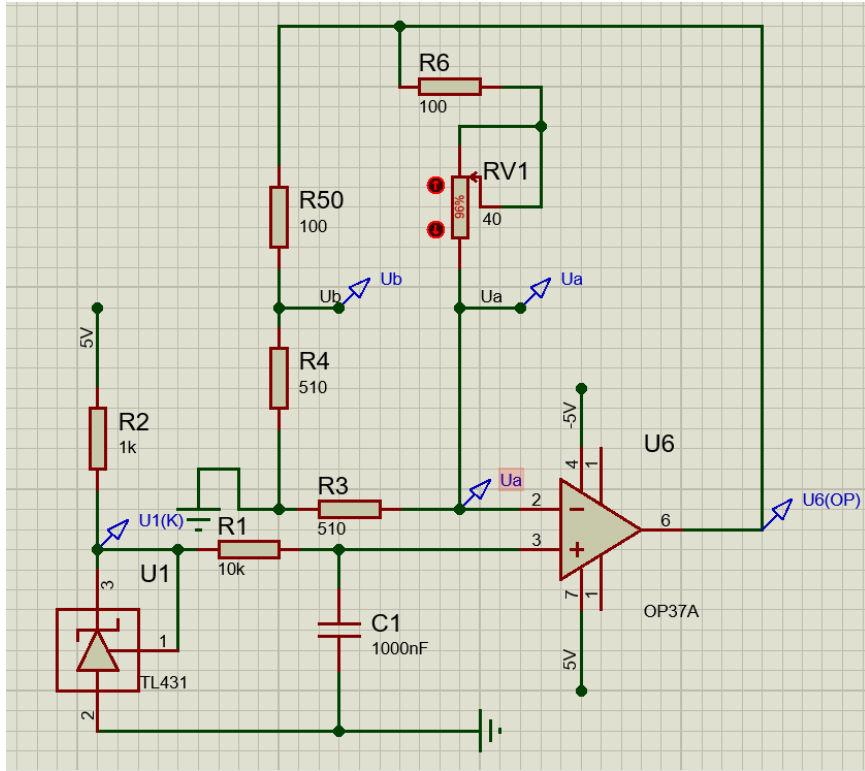 R6
100
RV1
96%
40
R50
100
Ub
Ub
Ua
Ua
5V
R4
510
-5V
R2
1k
U6
4
1
R3
510
Ua
2
6
U6(OP)
U1(K)
R1
10k
3
U1
3
7
1
OP37A
1
C1
1000nF
5V
TL431
2